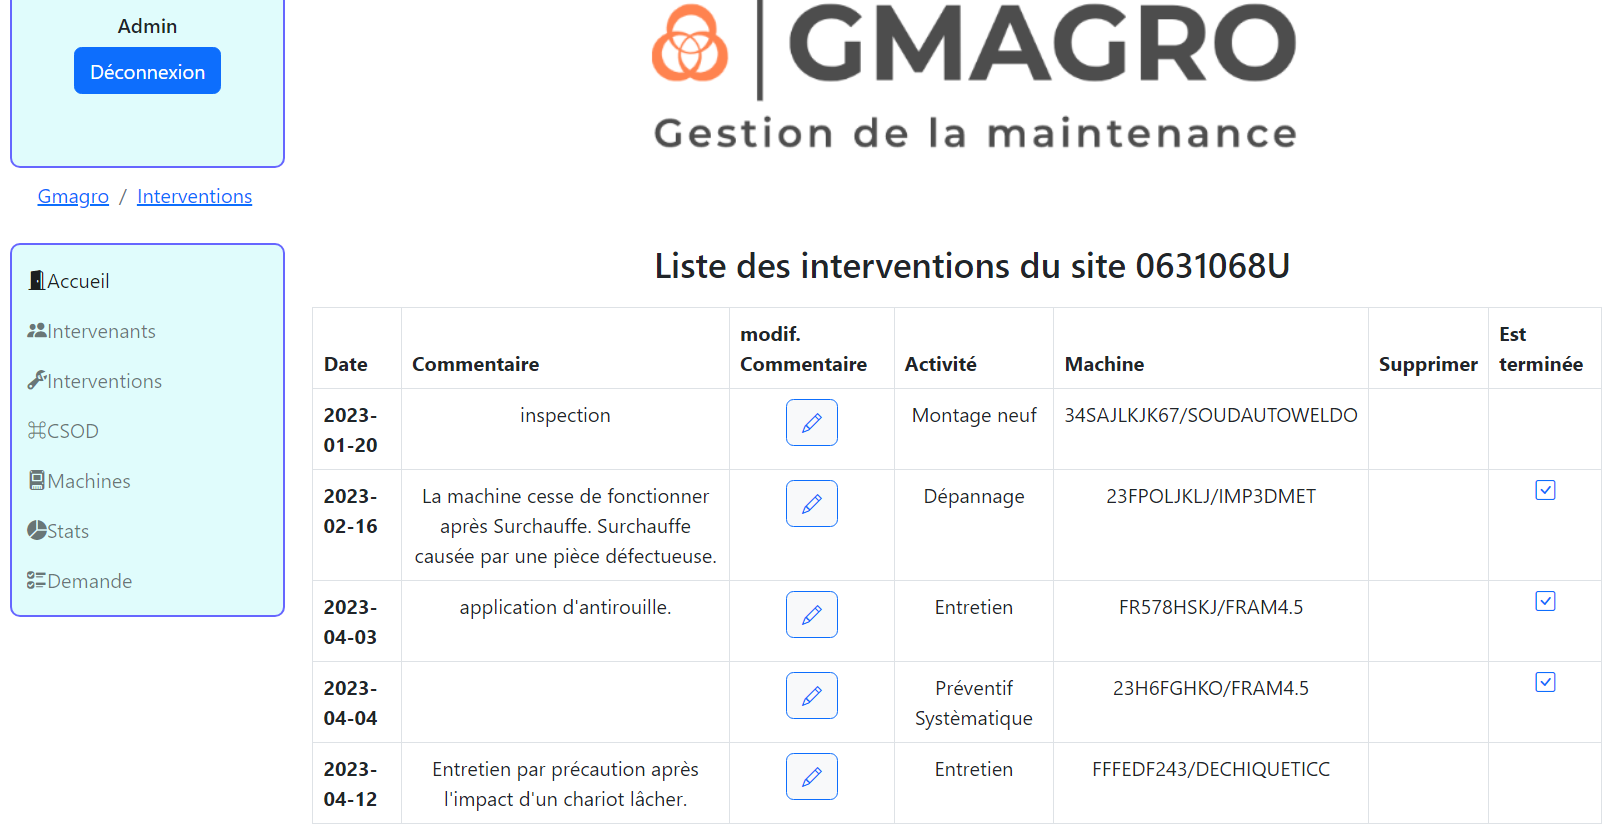 Admin
Déconnexion
GMAGRO
Gestion de la maintenance
Gmagro / Interventions
Accueil
Intervenants
Interventions
CSOD
Machines
Stats
Demande
Liste des interventions du site 0631068U
modif. Est
Date Commentaire Commentaire Activité Machine Supprimer terminée
2023- inspection Montage neuf 34SAJLKJK67/SOUDAUTOWELDO
01-20
2023- La machine cesse de fonctionner Dépannage 23FPOLJKLJ/IMP3DMET
02-16 après Surchauffe. Surchauffe
causée par une pièce défectueuse.
2023- application d'antirouille. Entretien FR578HSKJ/FRAM4.5
04-03
2023- Préventif 23H6FGHKO/FRAM4.5
04-04 Systèmatique
2023- Entretien par précaution après Entretien FFFEDF243/DECHIQUETICC
04-12 l'impact d'un chariot lâcher.